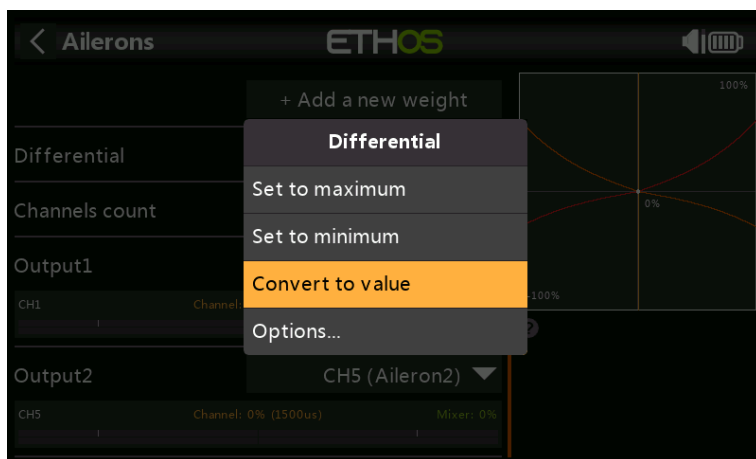 Ailerons
ETHOS
+ Add a new weight
100%
Differential
Differential
Set to maximum
Channels count
0%
Set to minimum
Output1
Convert to value
CH1
Channel:
-100%
Options...
?
Output2
CH5 (Aileron2)
CH5
Channel: 0% (1500us)
Mixer: 0%